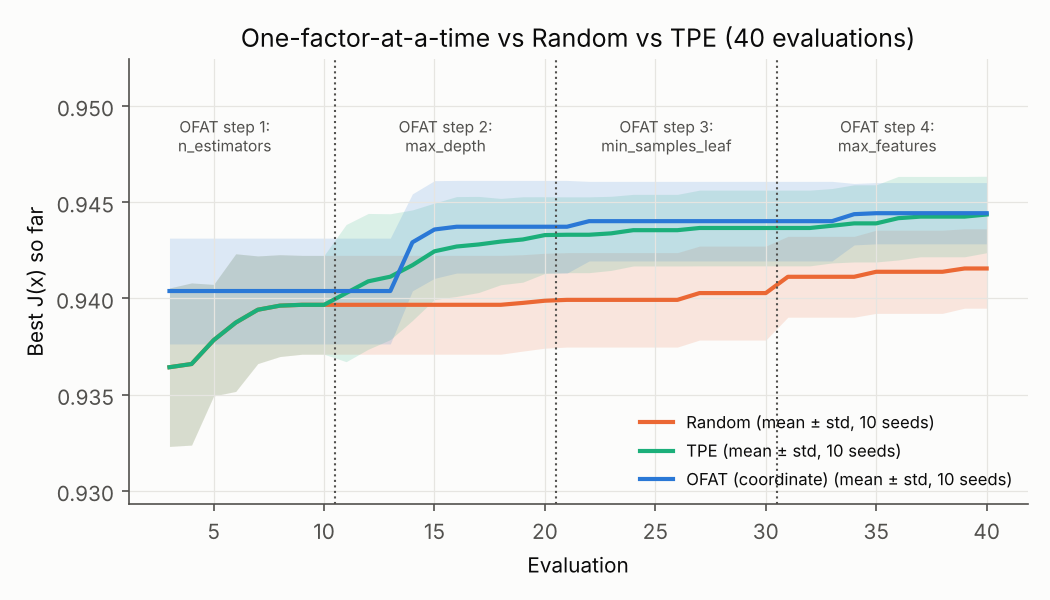 One-factor-at-a-time vs Random vs TPE (40 evaluations)
0.950
0.945
0.940
0.935
0.930
Best J(x) so far
OFAT step 1:
n_estimators
OFAT step 2:
max_depth
OFAT step 3:
min_samples_leaf
OFAT step 4:
max_features
Random (mean ± std, 10 seeds)
TPE (mean ± std, 10 seeds)
OFAT (coordinate) (mean ± std, 10 seeds)
5 10 15 20 25 30 35 40
Evaluation